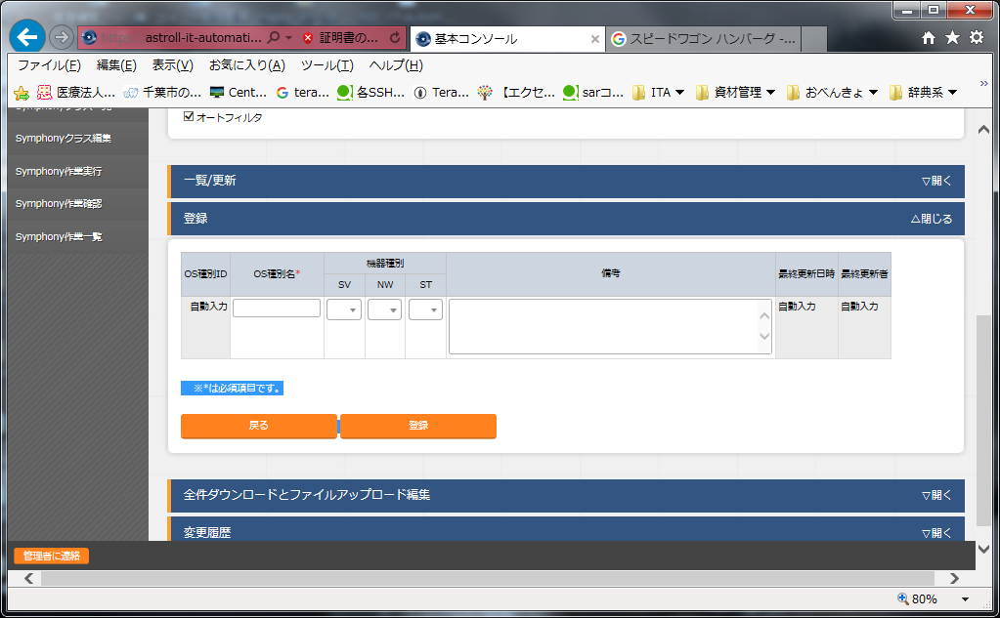 https://astroll-it-automati...
証明書の...
基本コンソール
スピードワゴン ハンバーグ -...
ファイル(F) 編集(E) 表示(V) お気に入り(A) ツール(T) ヘルプ(H)
医療法人... 千葉市の... Cent... tera... 各SSH... Tera... 【エクセ... sarコ... ITA 資材管理 おべんきょ 辞典系
オートフィルタ
Symphonyクラス編集
Symphony作業実行
Symphony作業確認
Symphony作業一覧
一覧/更新 ▽開く
登録 △閉じる
OS種別ID OS種別名* 機器種別 備考 最終更新日時 最終更新者
SV NW ST
自動入力 自動入力 自動入力
※*は必須項目です。
戻る 登録
全件ダウンロードとファイルアップロード編集 ▽開く
変更履歴 ▽開く
管理者に連絡
80%